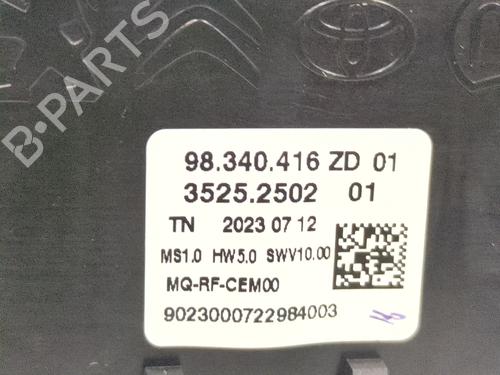 B-PARTS
98.340.416 ZD 01
3525.2502 01
TN 2023 07 12
MS1.0 HW5.0 SWV10.00
MQ-RF-CEM00
9023000722984003